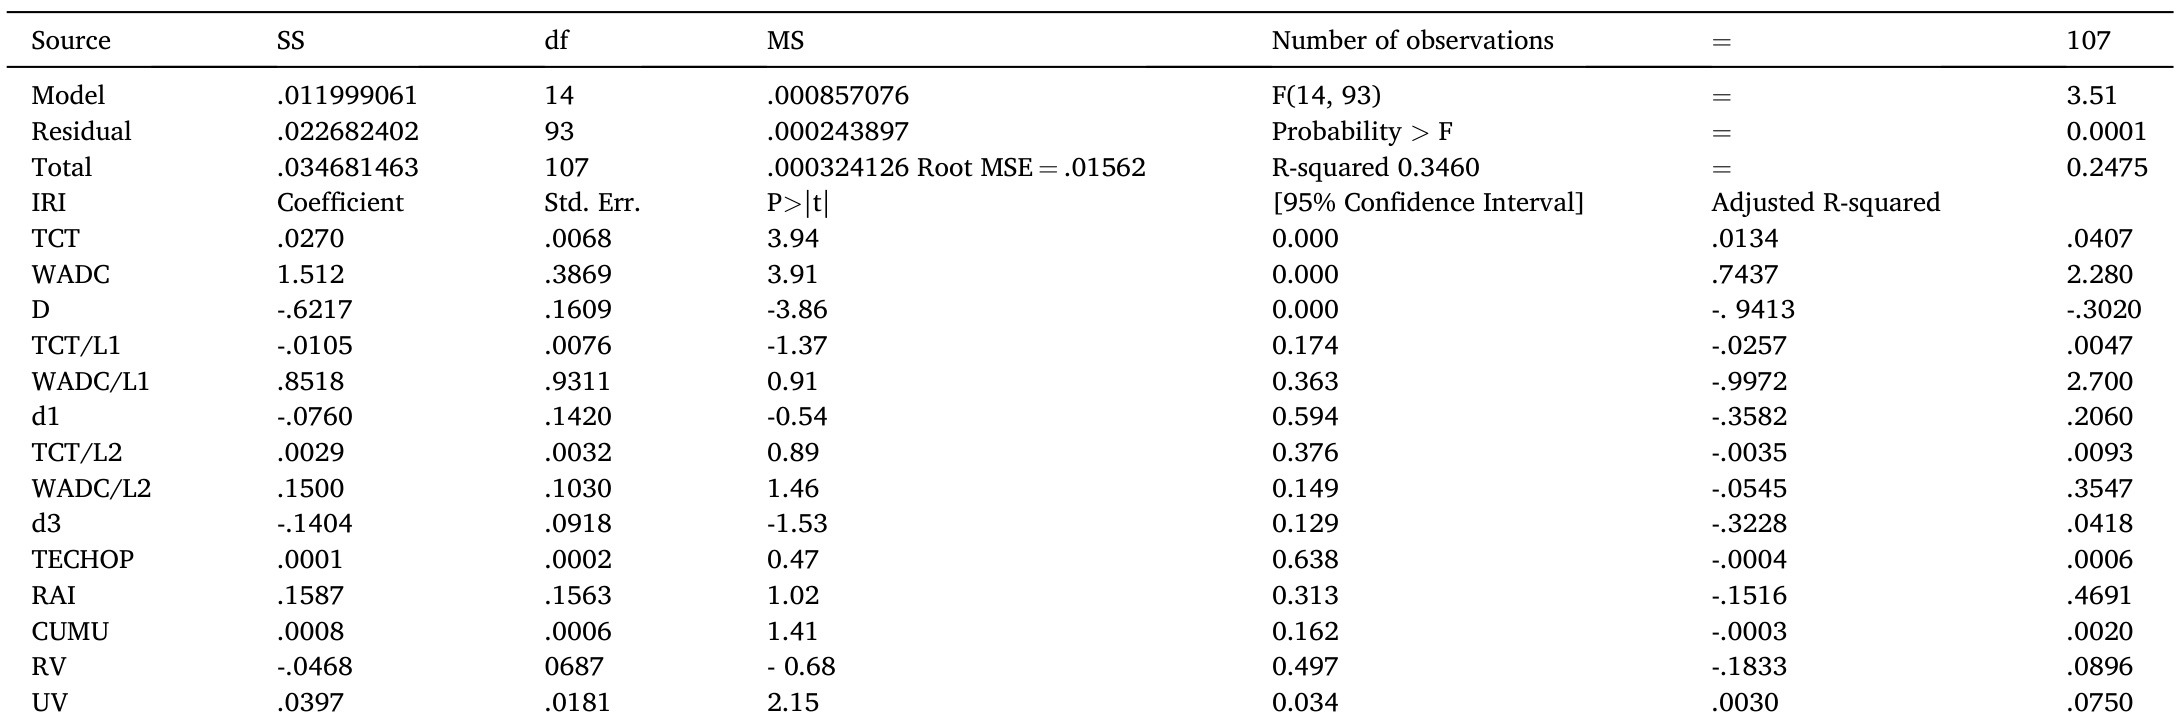 Source SS df MS Number of observations = 107
Model .011999061 14 .000857076 F(14, 93) = 3.51
Residual .022682402 93 .000243897 Probability > F = 0.0001
Total .034681463 107 .000324126 Root MSE = .01562 R-squared 0.3460 = 0.2475
IRI Coefficient Std. Err. P>|t| [95% Confidence Interval] Adjusted R-squared
TCT .0270 .0068 3.94 0.000 .0134 .0407
WADC 1.512 .3869 3.91 0.000 .7437 2.280
D -.6217 .1609 -3.86 0.000 -. 9413 -.3020
TCT/L1 -.0105 .0076 -1.37 0.174 -.0257 .0047
WADC/L1 .8518 .9311 0.91 0.363 -.9972 2.700
d1 -.0760 .1420 -0.54 0.594 -.3582 .2060
TCT/L2 .0029 .0032 0.89 0.376 -.0035 .0093
WADC/L2 .1500 .1030 1.46 0.149 -.0545 .3547
d3 -.1404 .0918 -1.53 0.129 -.3228 .0418
TECHOP .0001 .0002 0.47 0.638 -.0004 .0006
RAI .1587 .1563 1.02 0.313 -.1516 .4691
CUMU .0008 .0006 1.41 0.162 -.0003 .0020
RV -.0468 0687 - 0.68 0.497 -.1833 .0896
UV .0397 .0181 2.15 0.034 .0030 .0750